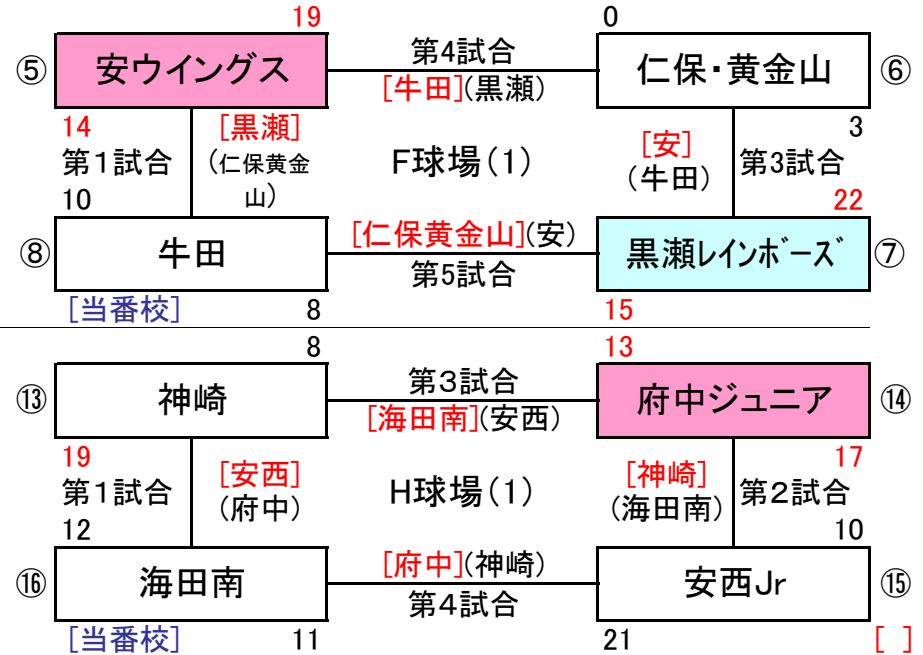 19 0
⑤ 安ウイングス 第4試合 仁保・黄金山 ⑥
[牛田](黒瀬)
14 [黒瀬] [安] 3
第1試合 (仁保黄金 F球場(1) (牛田) 第3試合
10 山) 22
⑧ 牛田 [仁保黄金山](安) 黒瀬レインボーズ ⑦
第5試合
[当番校] 8 15
8 13
⑬ 神崎 第3試合 府中ジュニア ⑭
[海田南](安西)
19 [安西] [神崎] 17
第1試合 (府中) H球場(1) (海田南) 第2試合
12 10
⑯ 海田南 [府中](神崎) 安西Jr ⑮
第4試合
[当番校] 11 21 [ ]